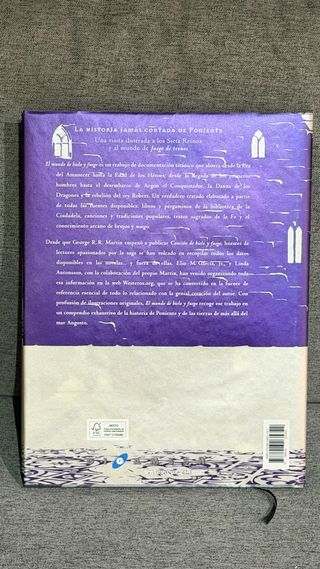 La historia jamás contada de Poniente
Una visita ilustrada a los Siete Reinos
y al mundo de Juego de tronos
El mundo de hielo y fuego es un trabajo de documentación titánico que abarca desde la Era
del Amanecer hasta la Edad de los Héroes; desde la llegada de los primeros
hombres hasta el desembarco de Aegon el Conquistador, la Danza de los
Dragones y la rebelión del rey Robert. Un verdadero tratado elaborado a partir
de todas las fuentes disponibles: libros y pergaminos de la biblioteca de la
Ciudadela, canciones y tradiciones populares, textos sagrados de la Fe y el
conocimiento arcano de brujos y magos.
Desde que George R.R. Martin empezó a publicar Canción de hielo y fuego, huestes de
lectores apasionados por la saga se han volcado en recopilar todos los datos
disponibles en las novelas... y fuera de ellas. Elio M. García, Jr., y Linda
Antonsson, con la colaboración del propio Martin, han venido organizando toda
esa información en la web Westeros.org, que se ha convertido en la fuente de
referencia esencial de todo lo relacionado con la genial creación del autor. Con
profusión de ilustraciones originales, El mundo de hielo y fuego recoge ese trabajo en
un compendio exhaustivo de la historia de Poniente y de las tierras de más allá del
mar Angosto.
FSC
MIXTO